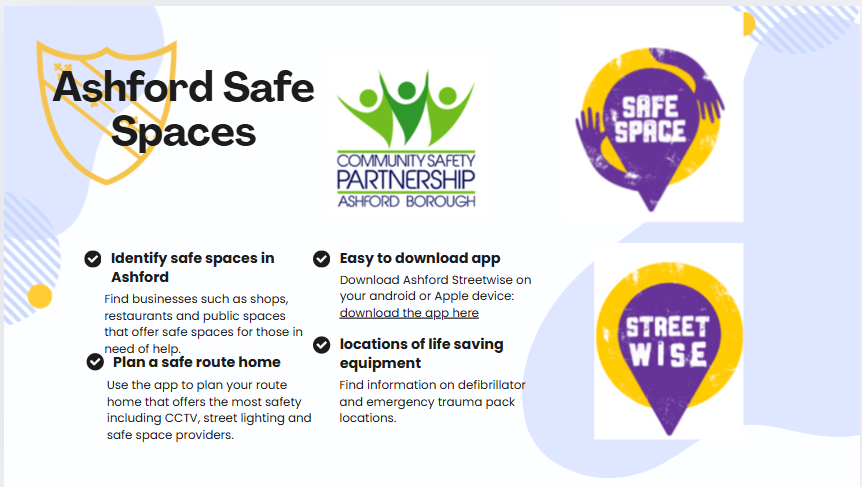 Ashford Safe
Spaces
COMMUNITY SAFETY
PARTNERSHIP
ASHFORD BOROUGH
SAFE
SPACE
Identify safe spaces in
Ashford
Find businesses such as shops,
restaurants and public spaces
that offer safe spaces for those in
need of help.
Plan a safe route home
Use the app to plan your route
home that offers the most safety
including CCTV, street lighting and
safe space providers.
Easy to download app
Download Ashford Streetwise on
your android or Apple device:
download the app here
locations of life saving
equipment
Find information on defibrillator
and emergency trauma pack
locations.
STREET
WISE